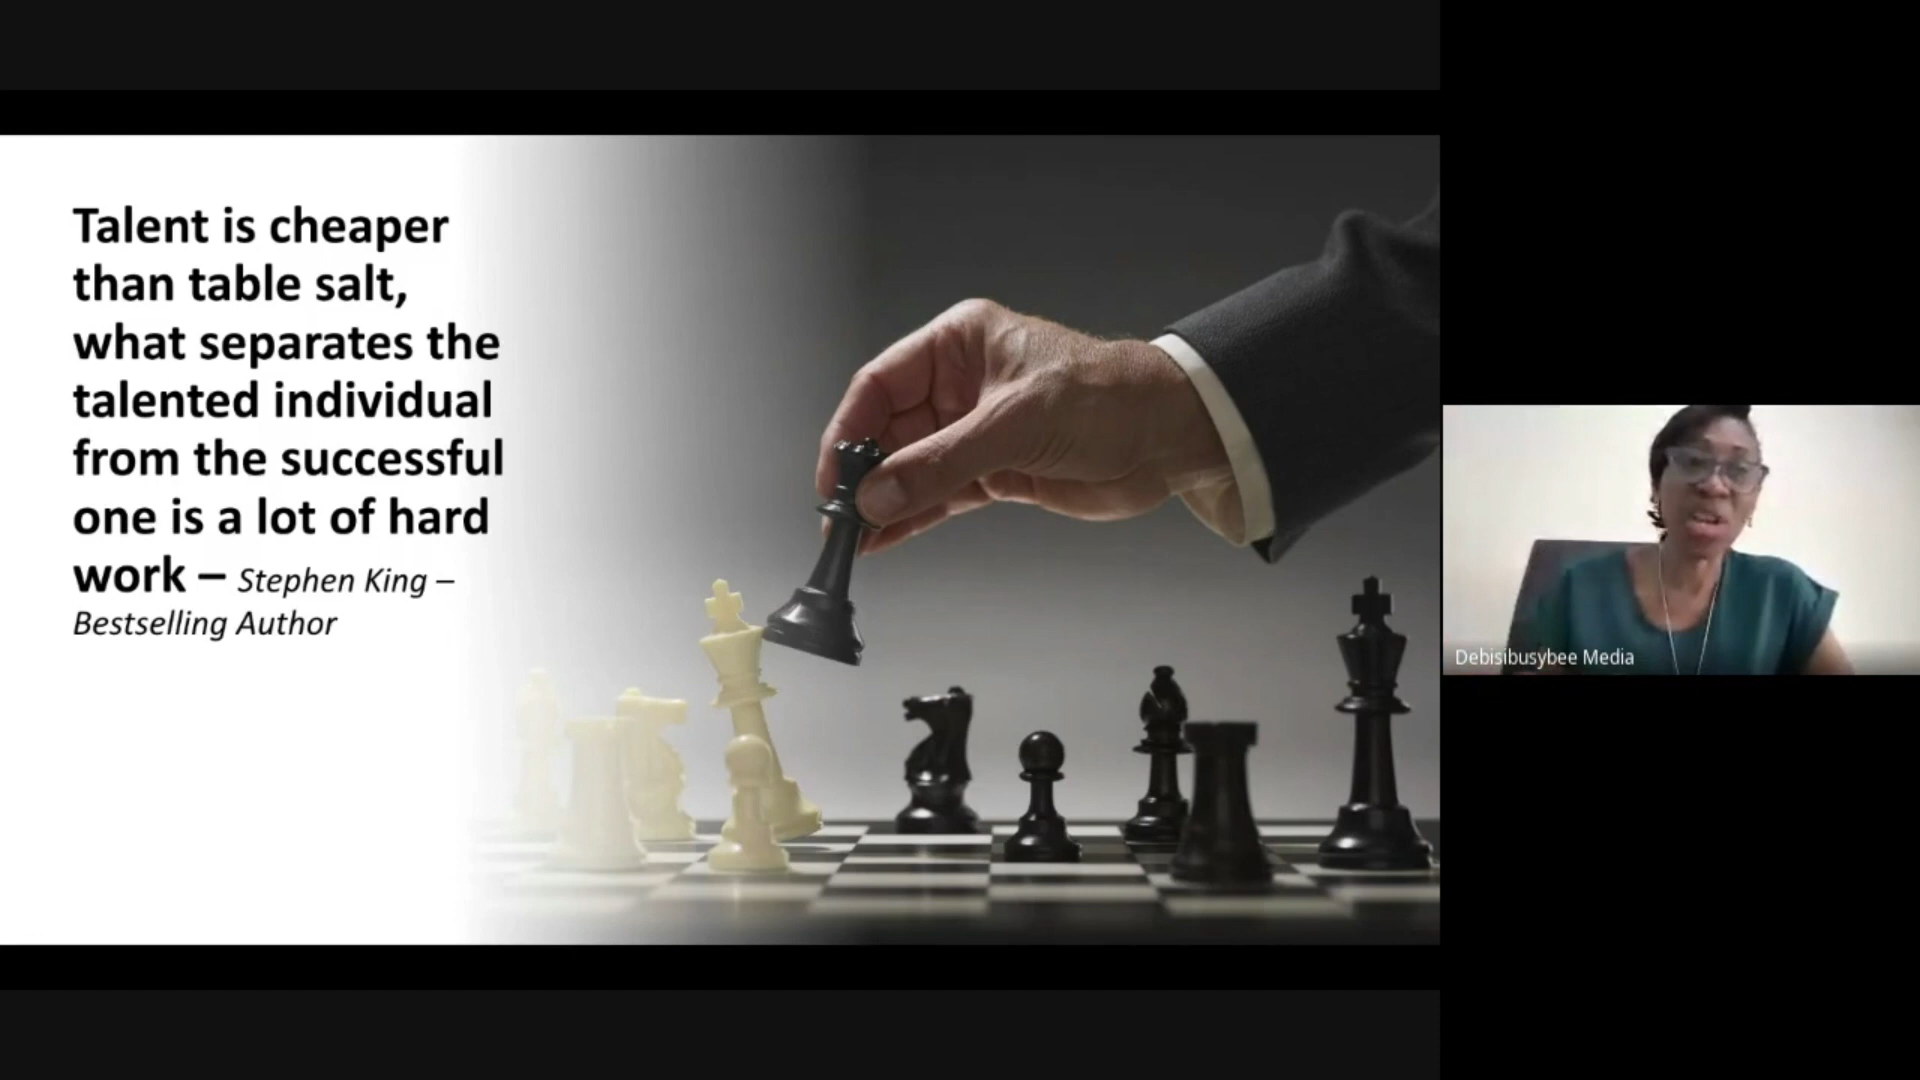 Talent is cheaper
than table salt,
what separates the
talented individual
from the successful
one is a lot of hard
work – Stephen King –
Bestselling Author
Debisibusybee Media